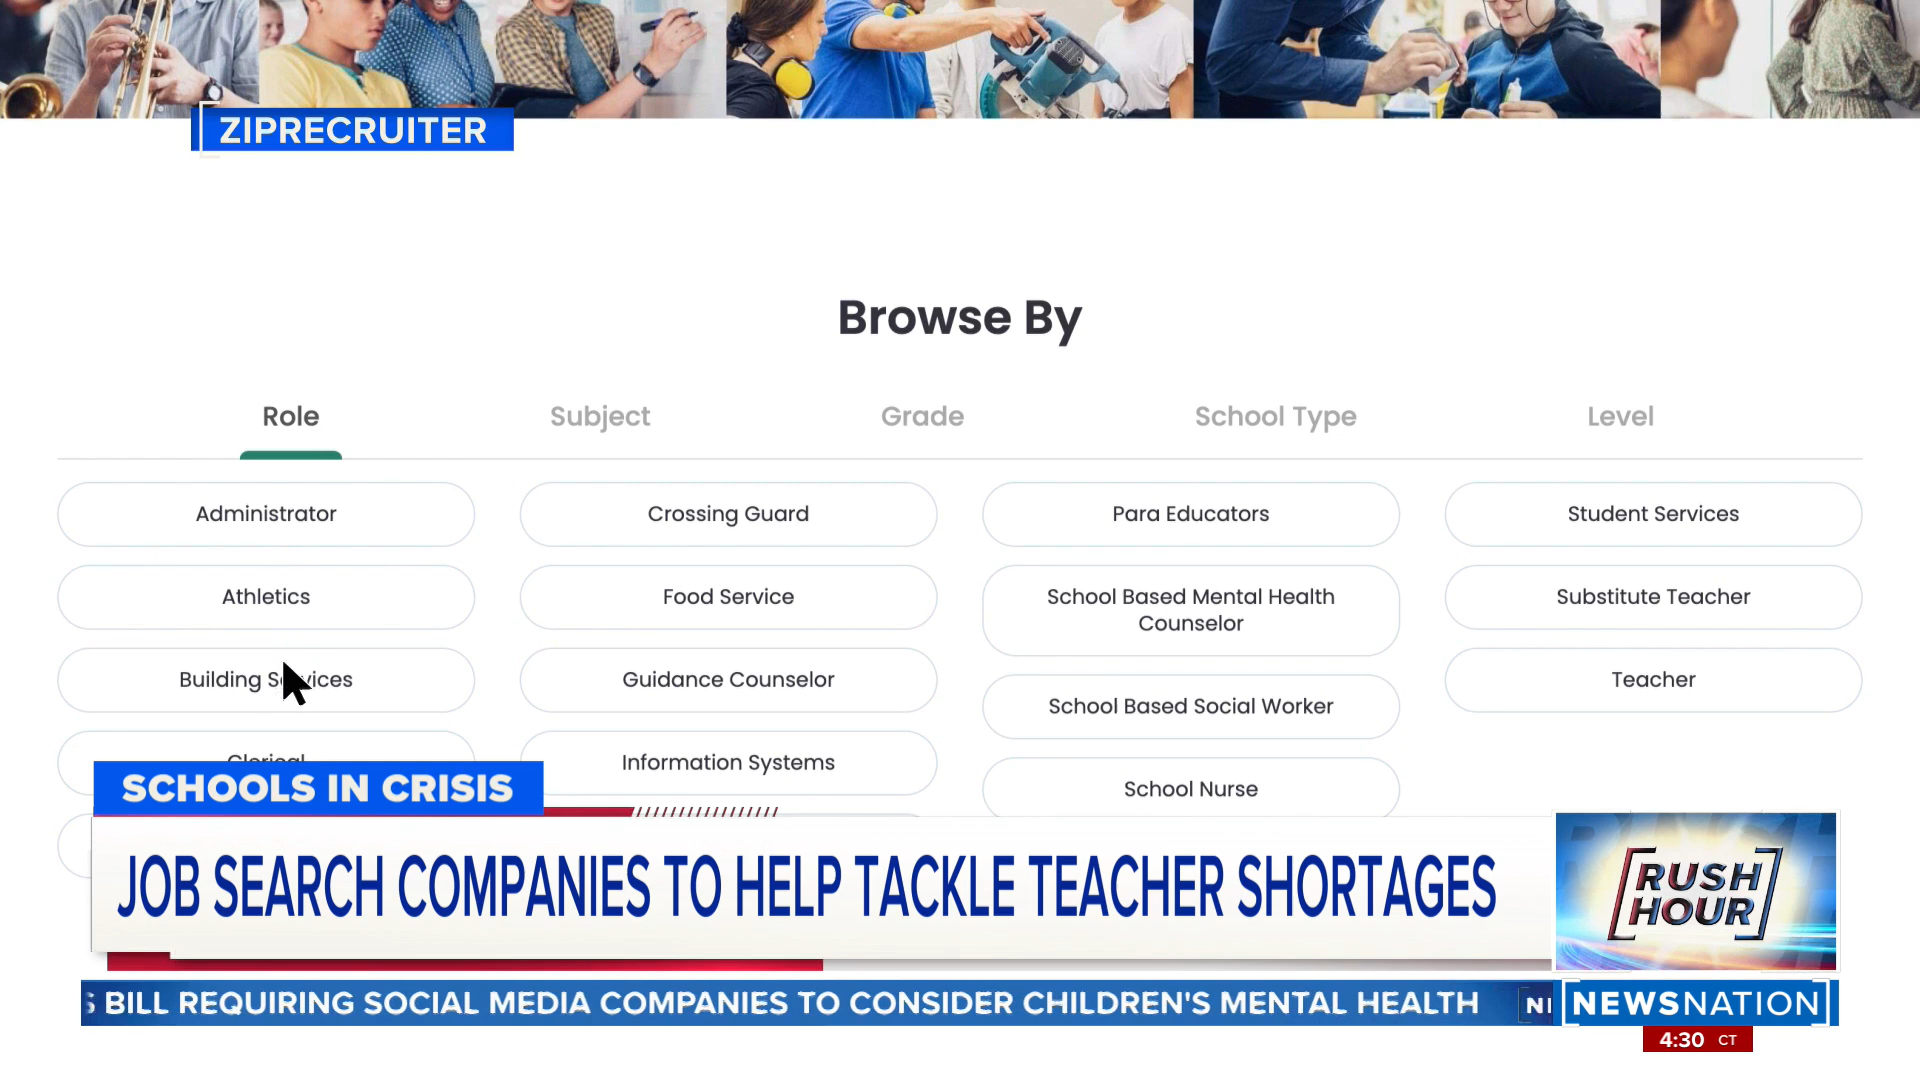 ZIPRECRUITER
Browse By
Role Subject Grade School Type Level
Administrator Crossing Guard Para Educators Student Services
Athletics Food Service School Based Mental Health
Counselor Substitute Teacher
Building Services Guidance Counselor School Based Social Worker Teacher
Clerical Information Systems School Nurse
SCHOOLS IN CRISIS
JOB SEARCH COMPANIES TO HELP TACKLE TEACHER SHORTAGES
RUSH
HOUR
BILL REQUIRING SOCIAL MEDIA COMPANIES TO CONSIDER CHILDREN'S MENTAL HEALTH
NEWSNATION
4:30 CT